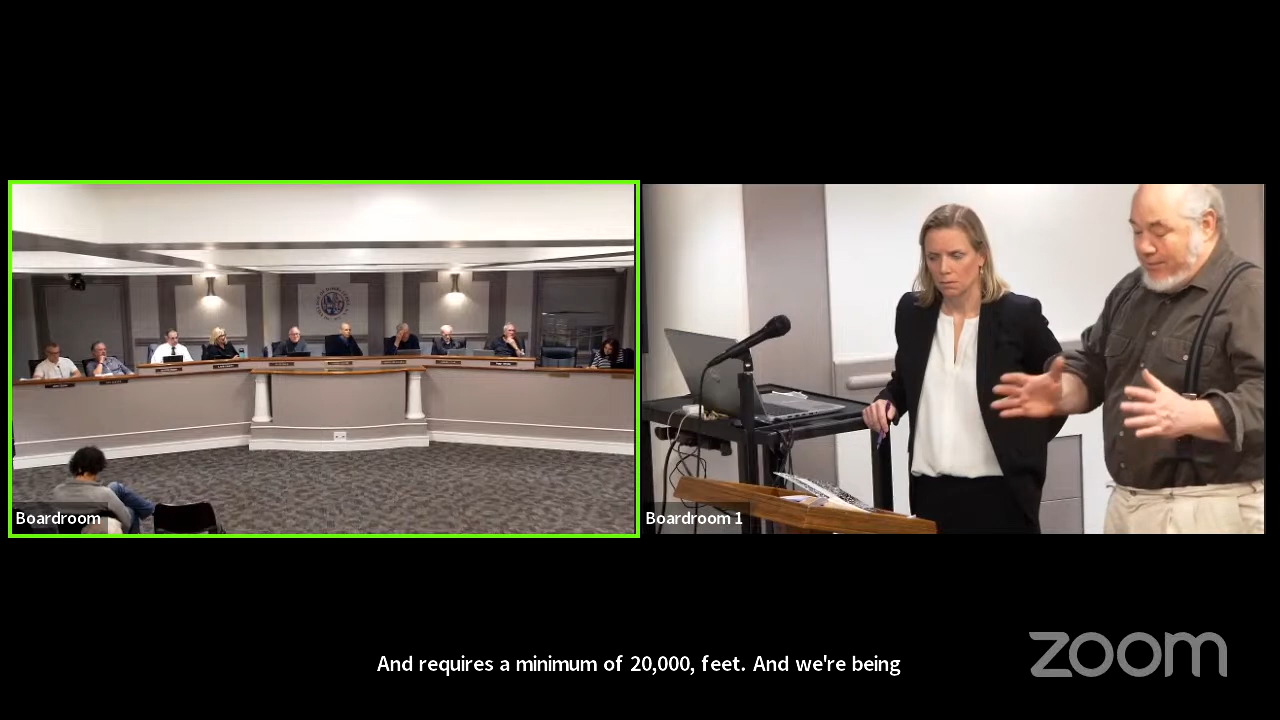 Boardroom
Boardroom 1
And requires a minimum of 20,000, feet. And we're being
zoom